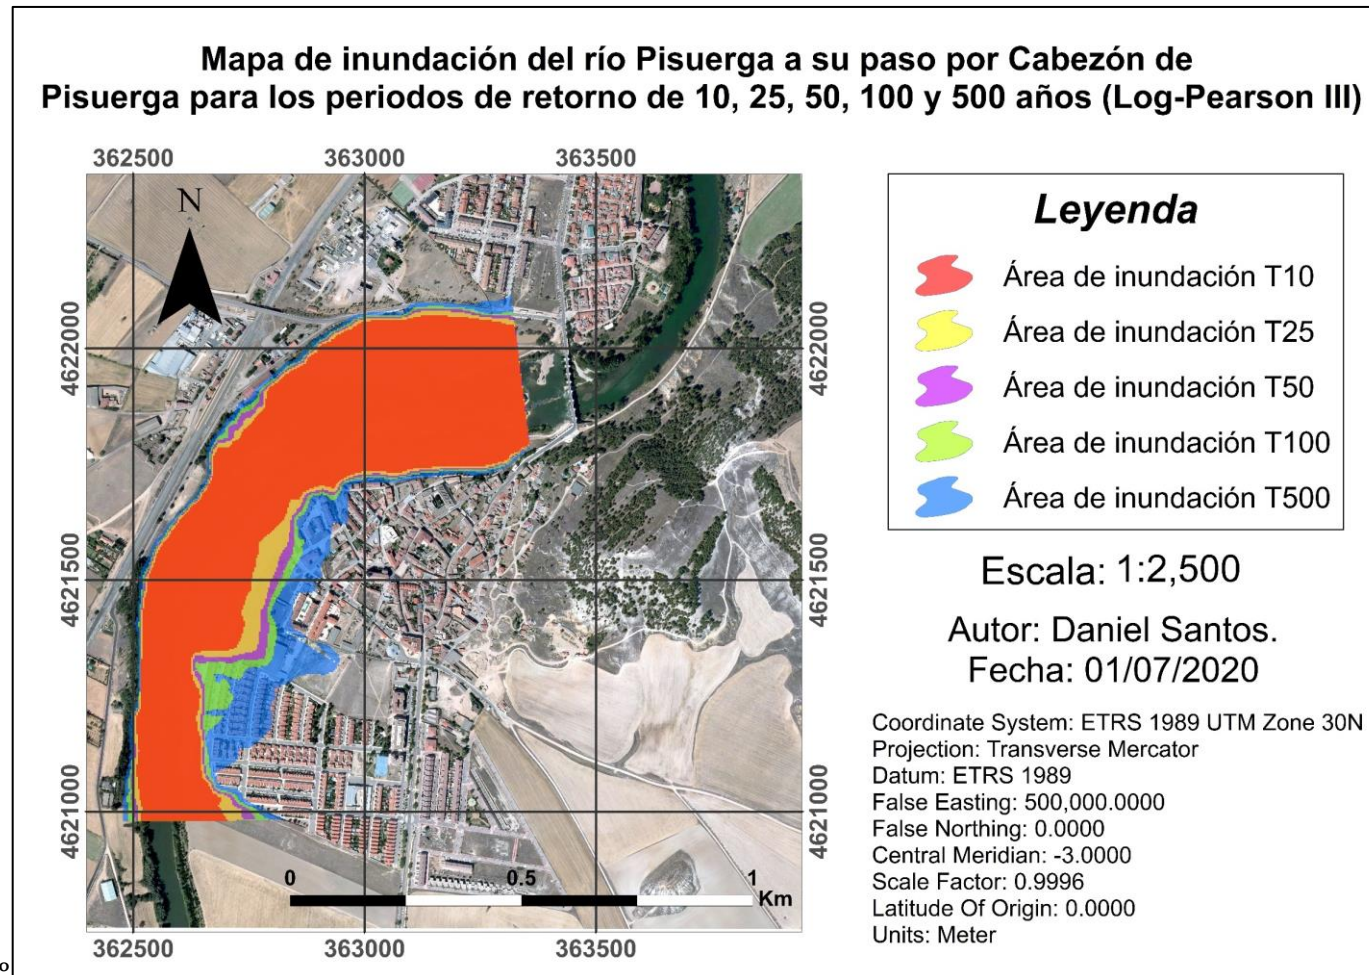 Mapa de inundación del río Pisuerga a su paso por Cabezón de
Pisuerga para los periodos de retorno de 10, 25, 50, 100 y 500 años (Log-Pearson III)
362500 363000 363500
N
4622000
4621500
4621000
4622000
4621500
4621000
0 0.5 1
Km
362500 363000 363500
Leyenda
Área de inundación T10
Área de inundación T25
Área de inundación T50
Área de inundación T100
Área de inundación T500
Escala: 1:2,500
Autor: Daniel Santos.
Fecha: 01/07/2020
Coordinate System: ETRS 1989 UTM Zone 30N
Projection: Transverse Mercator
Datum: ETRS 1989
False Easting: 500,000.0000
False Northing: 0.0000
Central Meridian: -3.0000
Scale Factor: 0.9996
Latitude Of Origin: 0.0000
Units: Meter
o